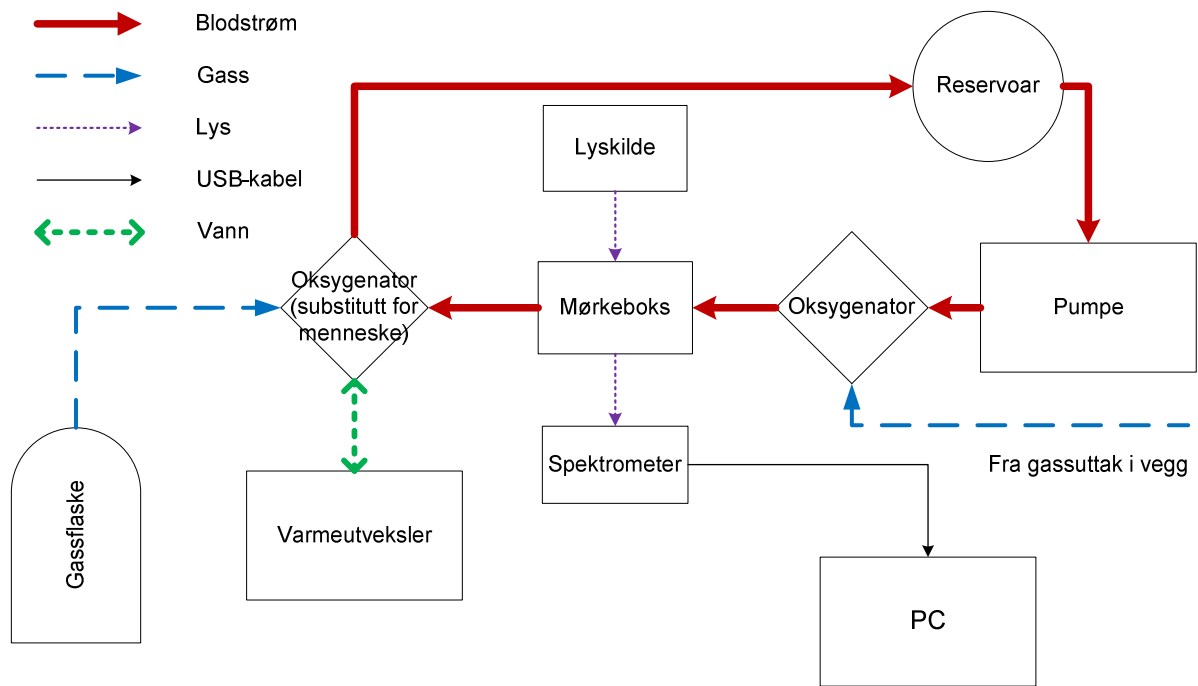 Blodstrøm
Gass
Lys
USB-kabel
Vann
Reservoar
Lyskilde
Oksygenator
(substitutt for
menneske)
Mørkeboks
Oksygenator
Pumpe
Spektrometer
Fra gassuttak i vegg
Gassflaske
Varmeutveksler
PC